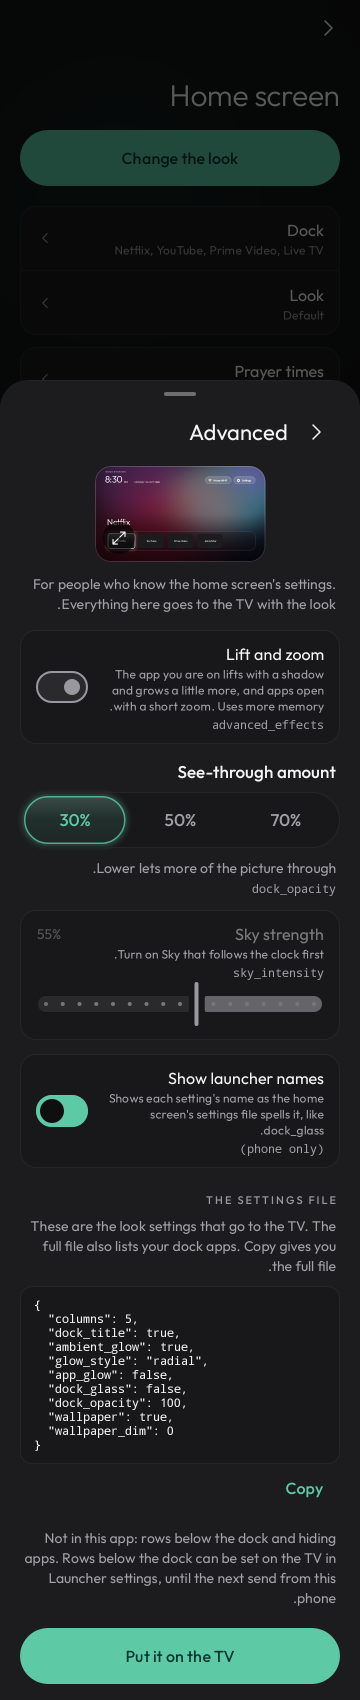 Home screen
Change the look
Dock
Netflix, YouTube, Prime Video, Live TV
Look
Default
Prayer times
Advanced
8:30
Netflix
For people who know the home screen's settings.
.Everything here goes to the TV with the look
Lift and zoom
The app you are on lifts with a shadow
and grows a little more, and apps open
.with a short zoom. Uses more memory
advanced_effects
See-through amount
30%
50%
70%
.Lower lets more of the picture through
dock_opacity
55%
Sky strength
.Turn on Sky that follows the clock first
sky_intensity
Show launcher names
Shows each setting's name as the home
screen's settings file spells it, like
.dock_glass
(phone only)
THE SETTINGS FILE
These are the look settings that go to the TV. The
full file also lists your dock apps. Copy gives you
.the full file
{
"columns": 5,
"dock_title": true,
"ambient_glow": true,
"glow_style": "radial",
"app_glow": false,
"dock_glass": false,
"dock_opacity": 100,
"wallpaper": true,
"wallpaper_dim": 0
}
Copy
Not in this app: rows below the dock and hiding
apps. Rows below the dock can be set on the TV in
Launcher settings, until the next send from this
.phone
Put it on the TV